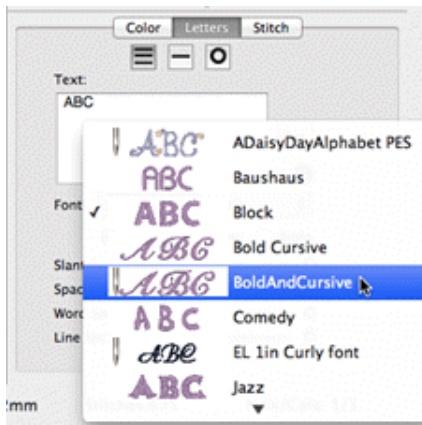 Color Letters Stitch
Text:
ABC
ABC ADaisyDayAlphabet PES
ABC Baushaus
Font ✓ ABC Block
ABC Bold Cursive
Slant
Spac ABC BoldAndCursive
Word ABC Comedy
Line ABC EL 1in Curly font
ABC Jazz
mm